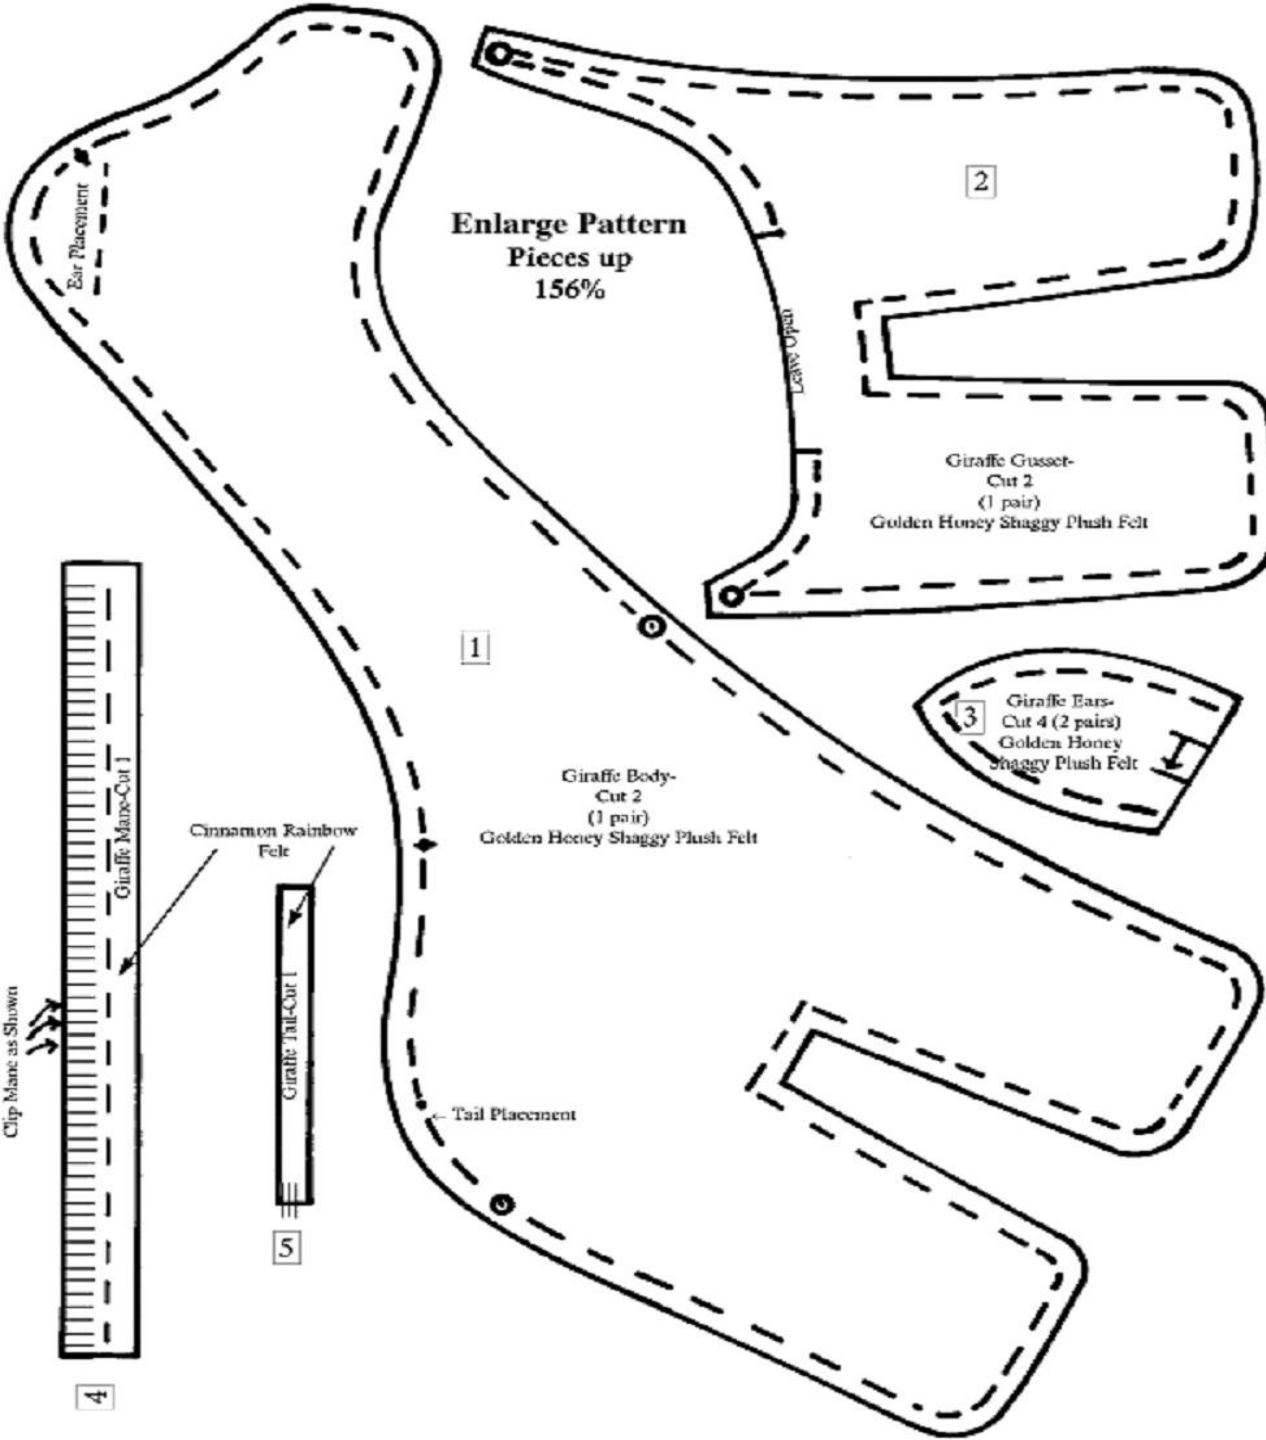 Ear Placement
Enlarge Pattern
Pieces up
156%
2
Leave Open
Giraffe Gusset-
Cut 2
(1 pair)
Golden Honey Shaggy Plush Felt
1
3
Giraffe Ears-
Cut 4 (2 pairs)
Golden Honey
Shaggy Plush Felt
Giraffe Body-
Cut 2
(1 pair)
Golden Honey Shaggy Plush Felt
Giraffe Mane-Cut 1
Cinnamon Rainbow
Felt
Giraffe Tail-Cut 1
Clip Mane as Shown
Tail Placement
5
4